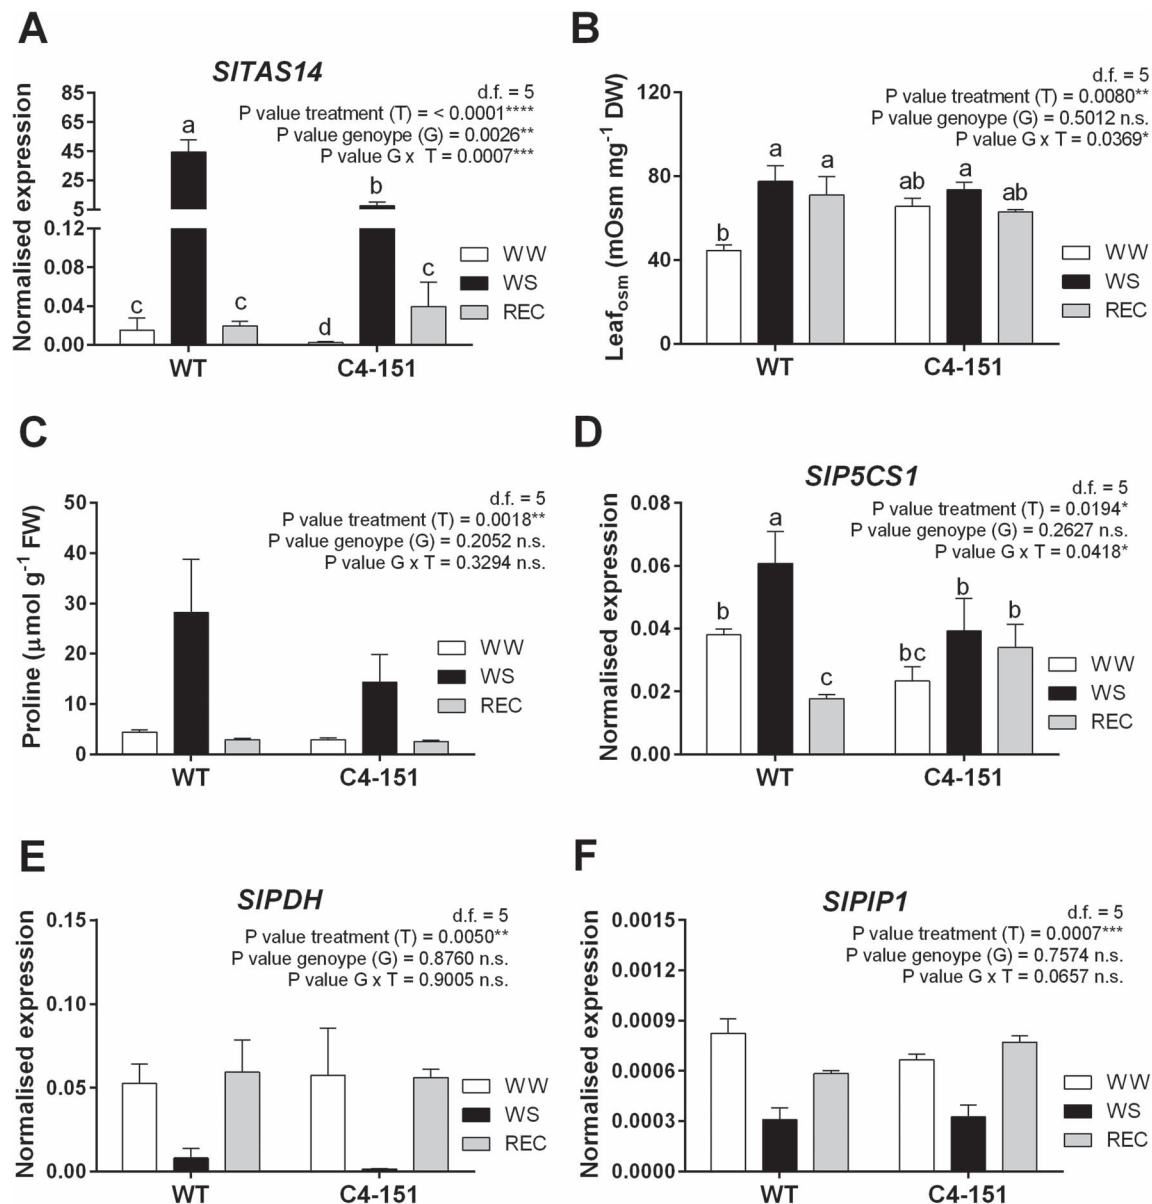 A
SlTAS14
d.f. = 5
P value treatment (T) = < 0.0001****
P value genoype (G) = 0.0026**
P value G x T = 0.0007***
Normalised expression
85
65
45
25
5
0.12
0.08
0.04
0.00
a
b
c
c
d
c
WW
WS
REC
WT
C4-151
B
d.f. = 5
P value treatment (T) = 0.0080**
P value genoype (G) = 0.5012 n.s.
P value G x T = 0.0369*
Leafosm (mOsm mg-1 DW)
120
80
40
0
b
a
a
ab
a
ab
WW
WS
REC
WT
C4-151
C
d.f. = 5
P value treatment (T) = 0.0018**
P value genoype (G) = 0.2052 n.s.
P value G x T = 0.3294 n.s.
Proline (μmol g-1 FW)
50
40
30
20
10
0
WW
WS
REC
WT
C4-151
D
SlP5CS1
d.f. = 5
P value treatment (T) = 0.0194*
P value genoype (G) = 0.2627 n.s.
P value G x T = 0.0418*
Normalised expression
0.08
0.06
0.04
0.02
0.00
b
a
c
bc
b
b
WW
WS
REC
WT
C4-151
E
SlPDH
d.f. = 5
P value treatment (T) = 0.0050**
P value genoype (G) = 0.8760 n.s.
P value G x T = 0.9005 n.s.
Normalised expression
0.15
0.10
0.05
0.00
WW
WS
REC
WT
C4-151
F
SlPIP1
d.f. = 5
P value treatment (T) = 0.0007***
P value genoype (G) = 0.7574 n.s.
P value G x T = 0.0657 n.s.
Normalised expression
0.0015
0.0012
0.0009
0.0006
0.0003
0.0000
WW
WS
REC
WT
C4-151